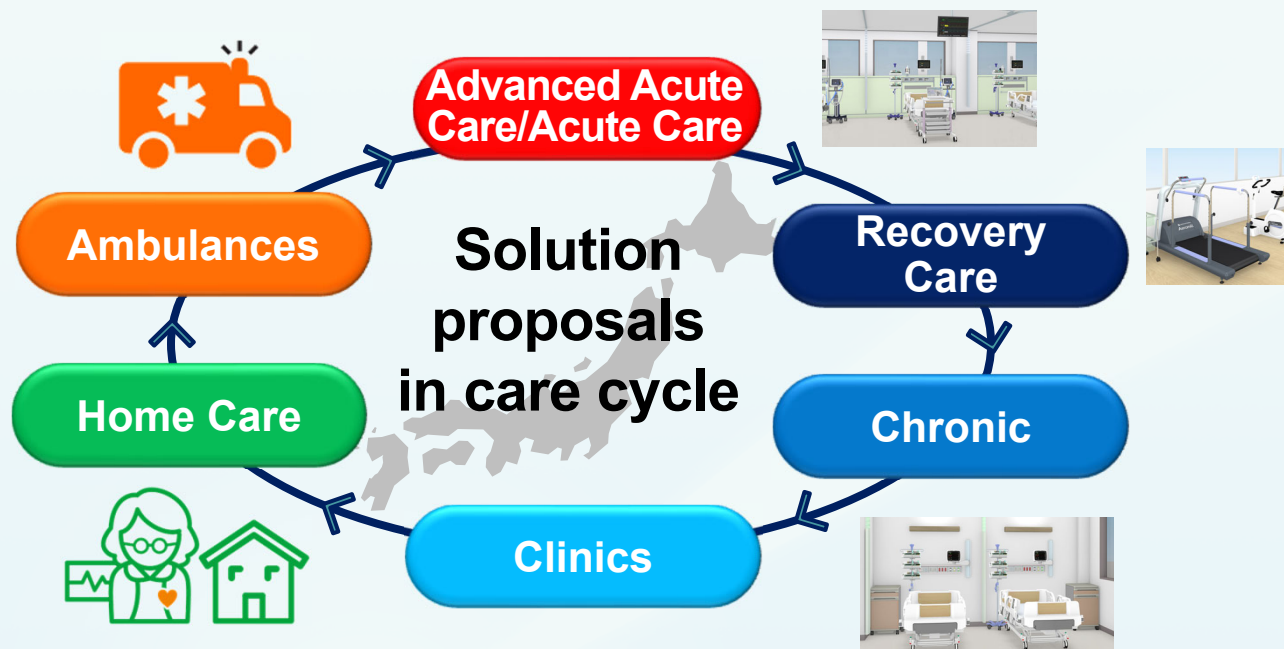 Advanced Acute
Care/Acute Care
Ambulances
Solution
proposals
in care cycle
Recovery
Care
Home Care
Chronic
Clinics